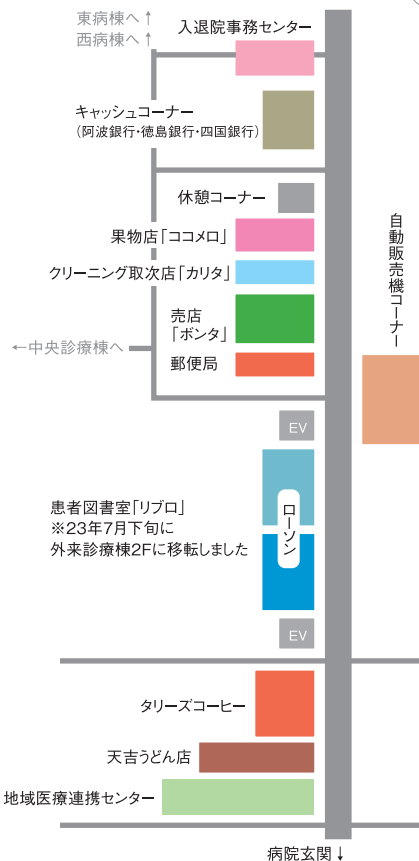 東病棟へ↑
西病棟へ↑
入退院事務センター
キャッシュコーナー
（阿波銀行・徳島銀行・四国銀行）
休憩コーナー
果物店「ココメロ」
クリーニング取次店「カリタ」
売店
「ボンタ」
郵便局
←中央診療棟へ
自動販売機コーナー
EV
患者図書室「リブロ」
※23年7月下旬に
外来診療棟2Fに移転しました
ローソン
EV
タリーズコーヒー
天吉うどん店
地域医療連携センター
病院玄関↓